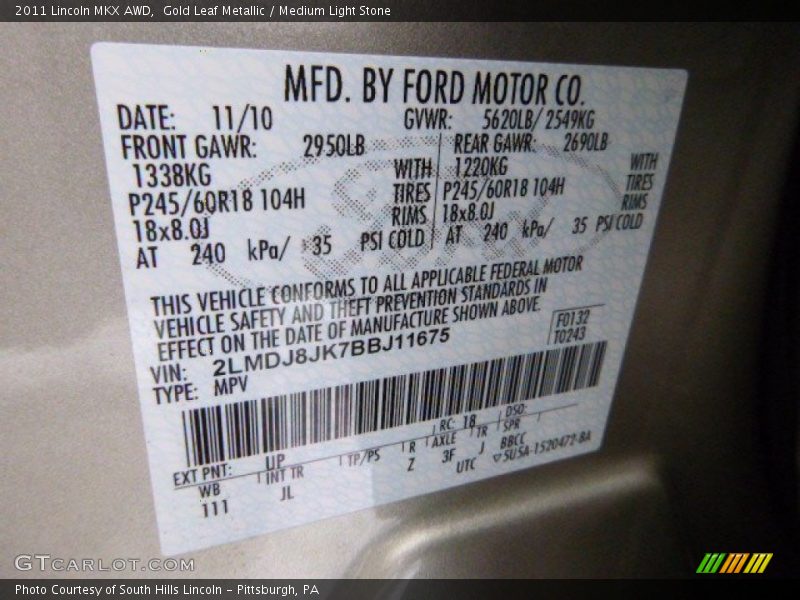 2011 Lincoln MKX AWD,  Gold Leaf Metallic / Medium Light Stone
MFD. BY FORD MOTOR CO.
DATE: 11/10 GVWR: 5620LB/ 2549KG
FRONT GAWR: 2950LB REAR GAWR: 2690LB
1338KG WITH 1220KG WITH
P245/60R18 104H TIRES P245/60R18 104H TIRES
18x8.0J RIMS 18x8.0J RIMS
AT 240 kPa/ 35 PSI COLD AT 240 kPa/ 35 PSI COLD
THIS VEHICLE CONFORMS TO ALL APPLICABLE FEDERAL MOTOR
VEHICLE SAFETY AND THEFT PREVENTION STANDARDS IN
EFFECT ON THE DATE OF MANUFACTURE SHOWN ABOVE.
VIN: 2LMDJ8JK7BBJ11675
TYPE: MPV
F0132
T0243
EXT PNT: UP RC: 18 DSO:
WB INT TR TP/PS R AXLE TR SPR
111 JL Z 3F J BBCC
UTC ▽5U5A-1520472-BA
GTCARLOT.COM
Photo Courtesy of South Hills Lincoln - Pittsburgh, PA